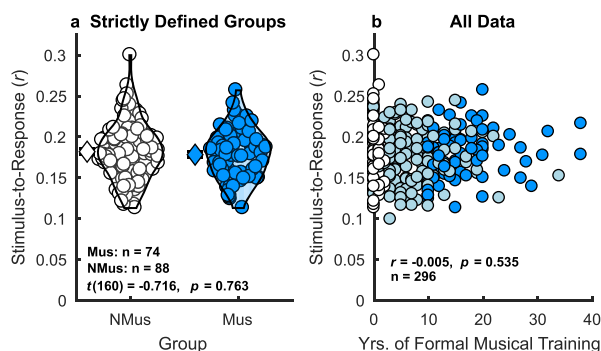 a Strictly Defined Groups
Stimulus-to-Response (r)
0.3
0.25
0.2
0.15
0.1
0.05
0
Mus: n = 74
NMus: n = 88
t(160) = -0.716, p = 0.763
NMus Mus
Group
b All Data
Stimulus-to-Response (r)
0.3
0.25
0.2
0.15
0.1
0.05
0
r = -0.005, p = 0.535
n = 296
0 10 20 30 40
Yrs. of Formal Musical Training